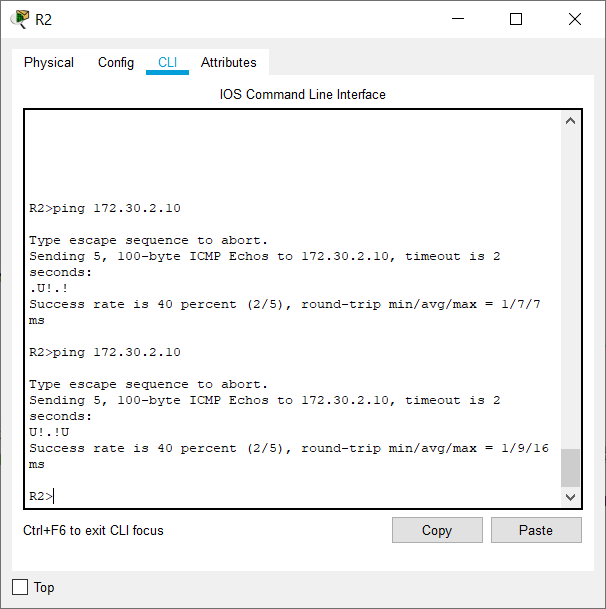 R2
Physical Config CLI Attributes
IOS Command Line Interface
R2>ping 172.30.2.10
Type escape sequence to abort.
Sending 5, 100-byte ICMP Echos to 172.30.2.10, timeout is 2
seconds:
.U!.!
Success rate is 40 percent (2/5), round-trip min/avg/max = 1/7/7
ms
R2>ping 172.30.2.10
Type escape sequence to abort.
Sending 5, 100-byte ICMP Echos to 172.30.2.10, timeout is 2
seconds:
U!.!U
Success rate is 40 percent (2/5), round-trip min/avg/max = 1/9/16
ms
R2>
Ctrl+F6 to exit CLI focus Copy Paste
Top